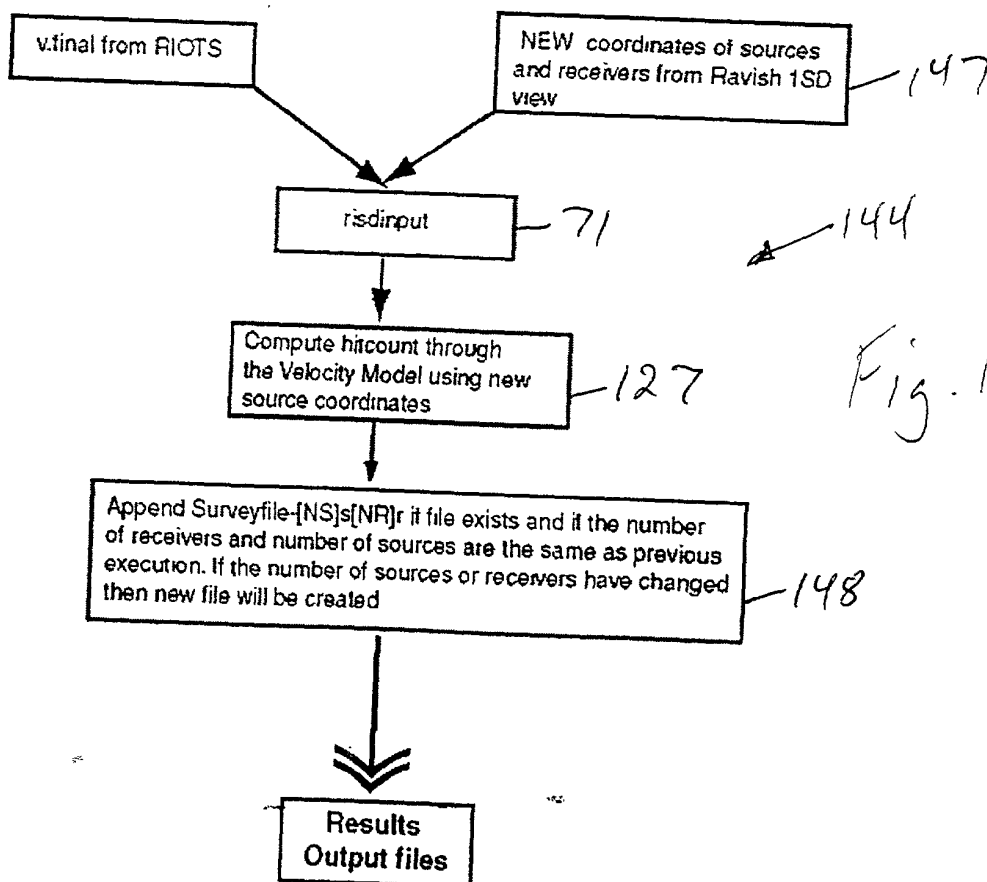 v.final from RIOTS
NEW coordinates of sources
and receivers from Ravish 1SD
view
147
risdinput
71
144
Compute hitcount through
the Velocity Model using new
source coordinates
127
Fig. 1
Append Surveyfile-[NS]s[NR]r if file exists and if the number
of receivers and number of sources are the same as previous
execution. If the number of sources or receivers have changed
then new file will be created
148
Results
Output files